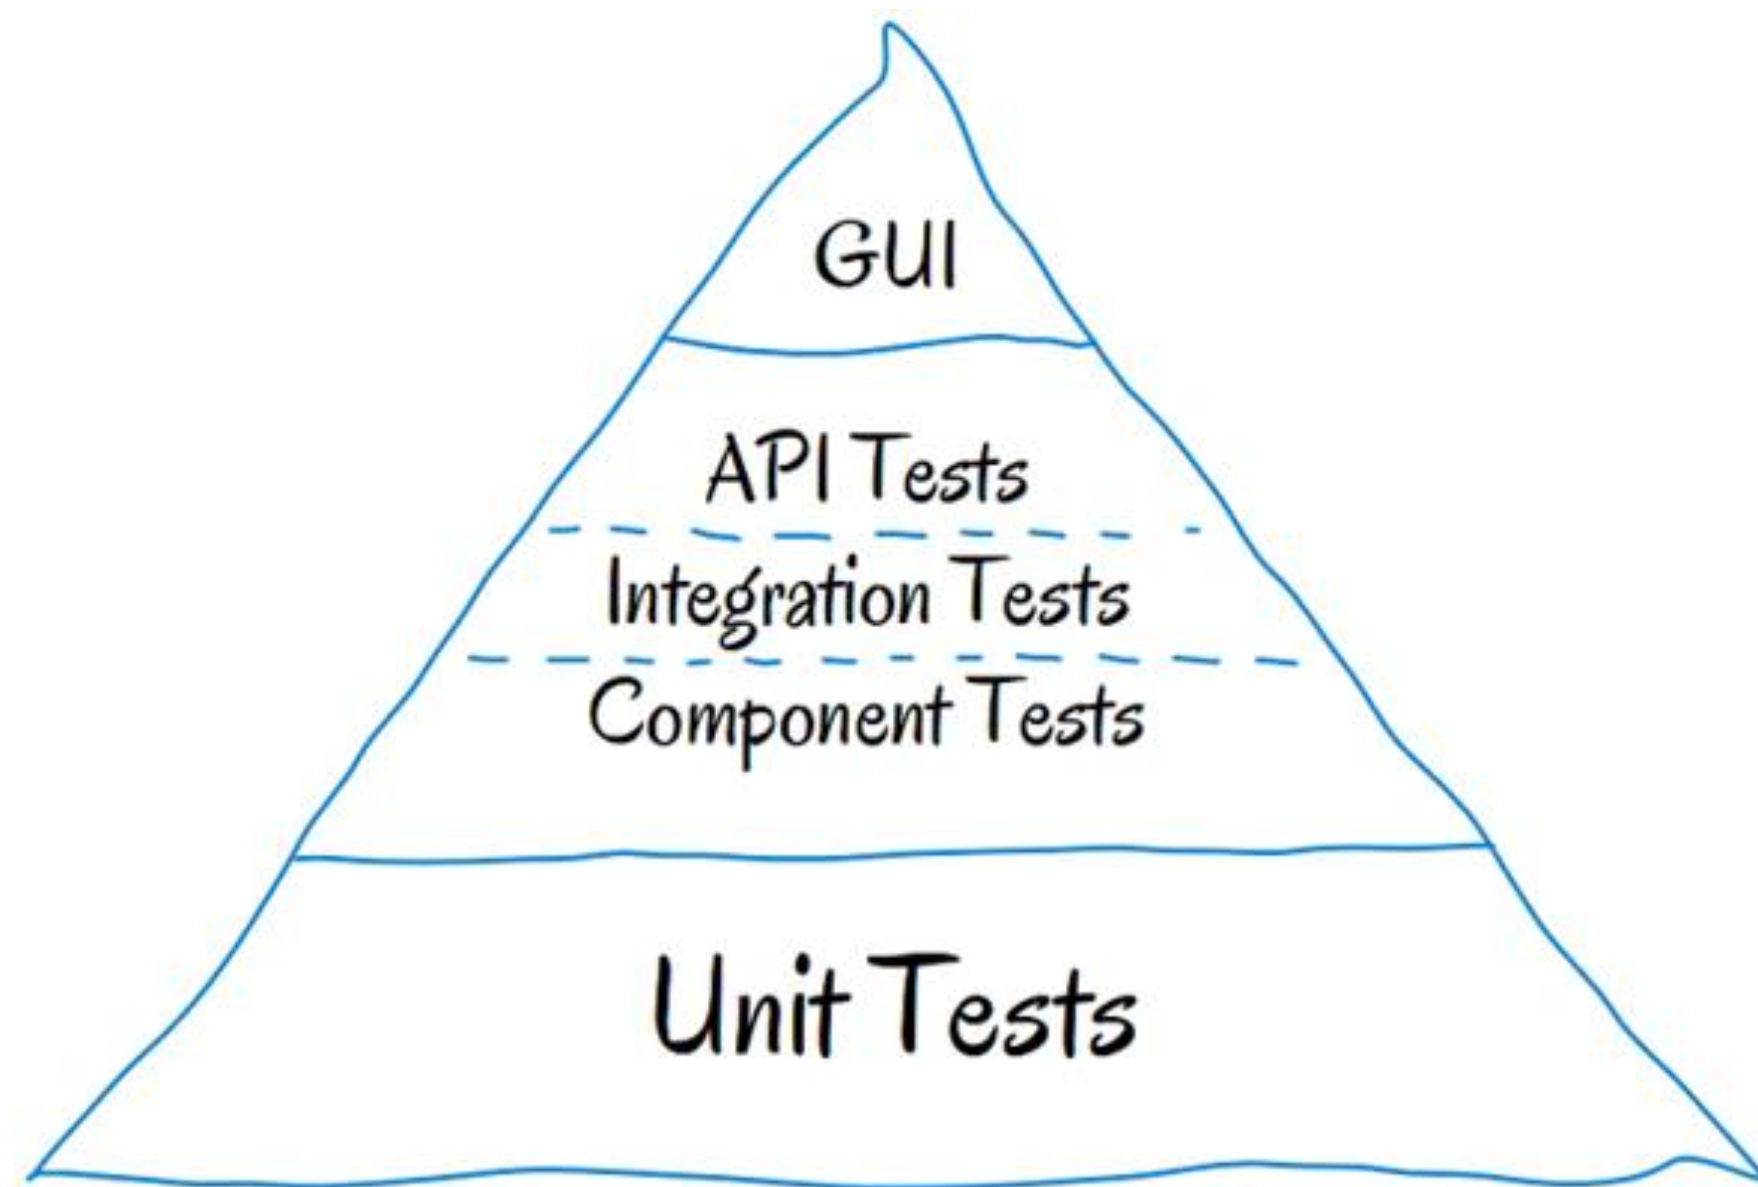 GUI
API Tests
Integration Tests
Component Tests
Unit Tests